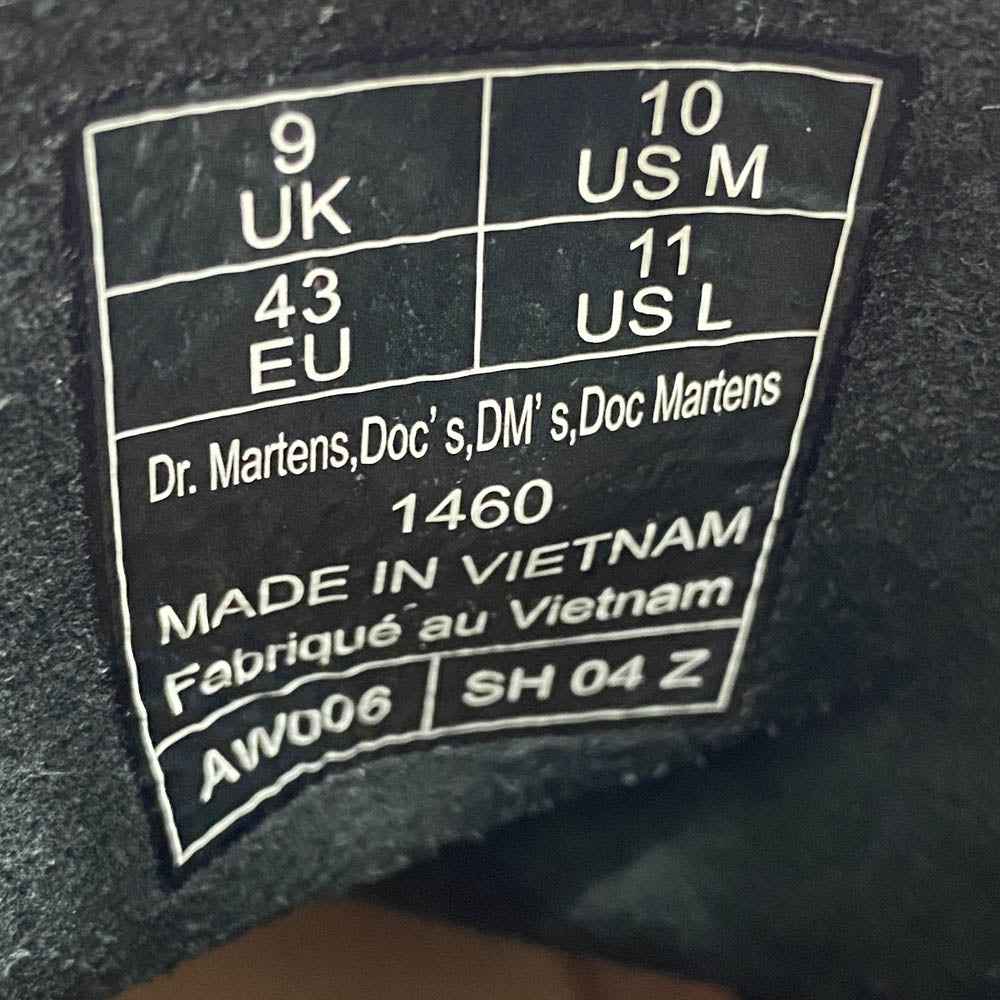 9
UK
10
US M
43
EU
11
US L
Dr. Martens,Doc's,DM's,Doc Martens
1460
MADE IN VIETNAM
Fabriqué au Vietnam
AW006
SH 04 Z